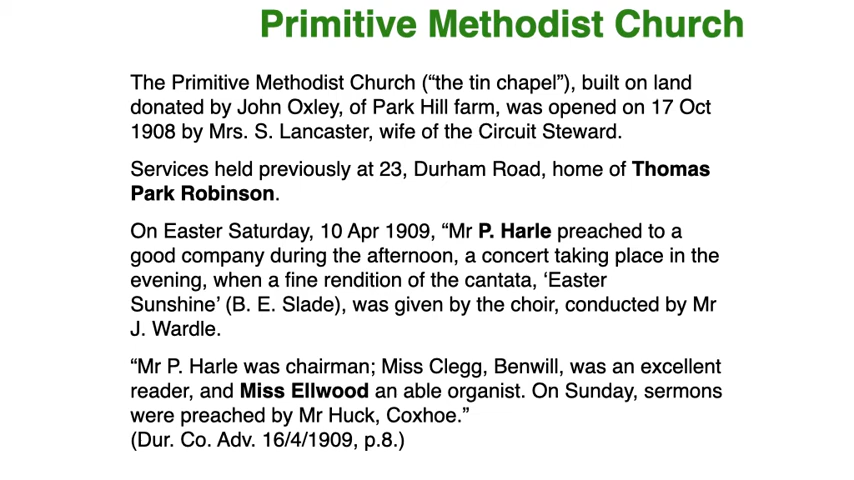 Primitive Methodist Church
The Primitive Methodist Church (“the tin chapel”), built on land
donated by John Oxley, of Park Hill farm, was opened on 17 Oct
1908 by Mrs. S. Lancaster, wife of the Circuit Steward.
Services held previously at 23, Durham Road, home of Thomas
Park Robinson.
On Easter Saturday, 10 Apr 1909, “Mr P. Harle preached to a
good company during the afternoon, a concert taking place in the
evening, when a fine rendition of the cantata, ‘Easter
Sunshine’ (B. E. Slade), was given by the choir, conducted by Mr
J. Wardle.
“Mr P. Harle was chairman; Miss Clegg, Benwill, was an excellent
reader, and Miss Ellwood an able organist. On Sunday, sermons
were preached by Mr Huck, Coxhoe.”
(Dur. Co. Adv. 16/4/1909, p.8.)